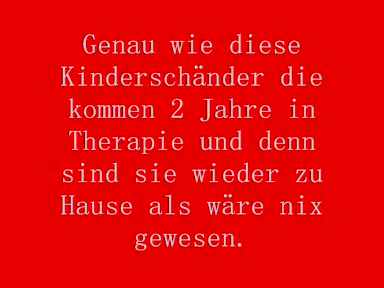 Genau wie diese
Kinderschänder die
kommen 2 Jahre in
Therapie und denn
sind sie wieder zu
Hause als wäre nix
gewesen.